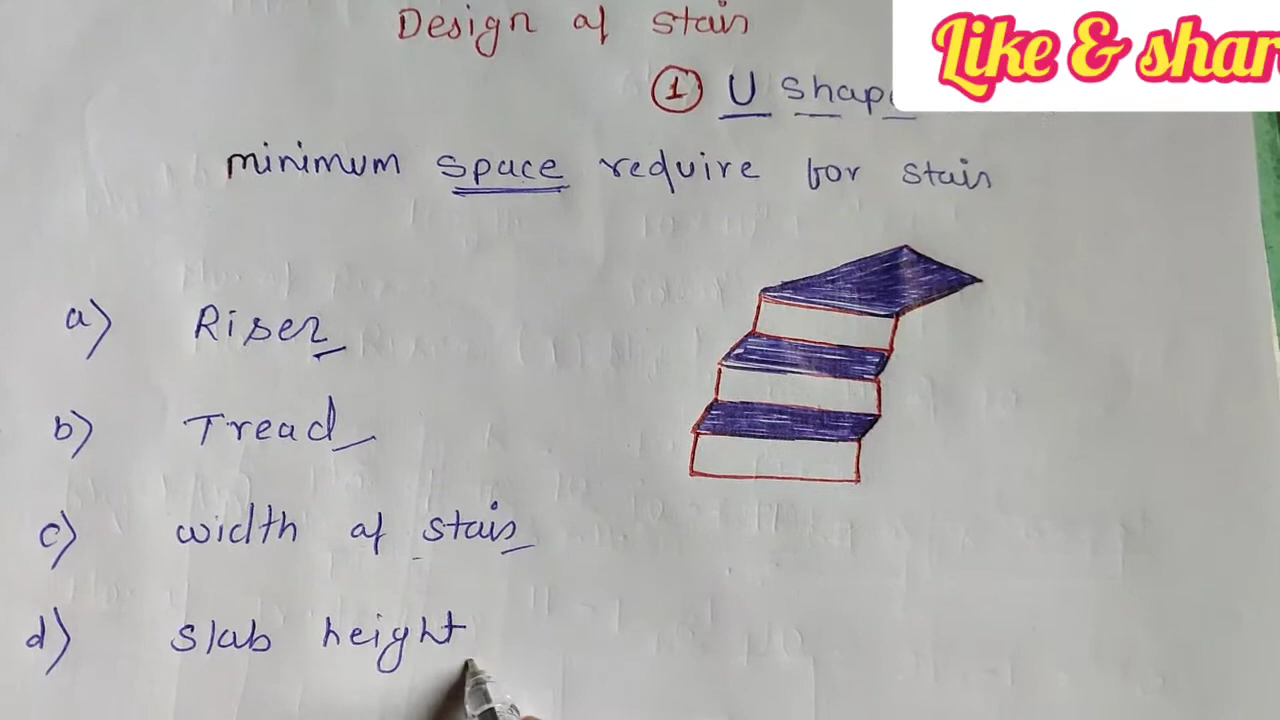 Design of stair
Like & shar
① U Shape
minimum space require for stair
a) Riser
b) Tread
c) width of stair
d) slab height